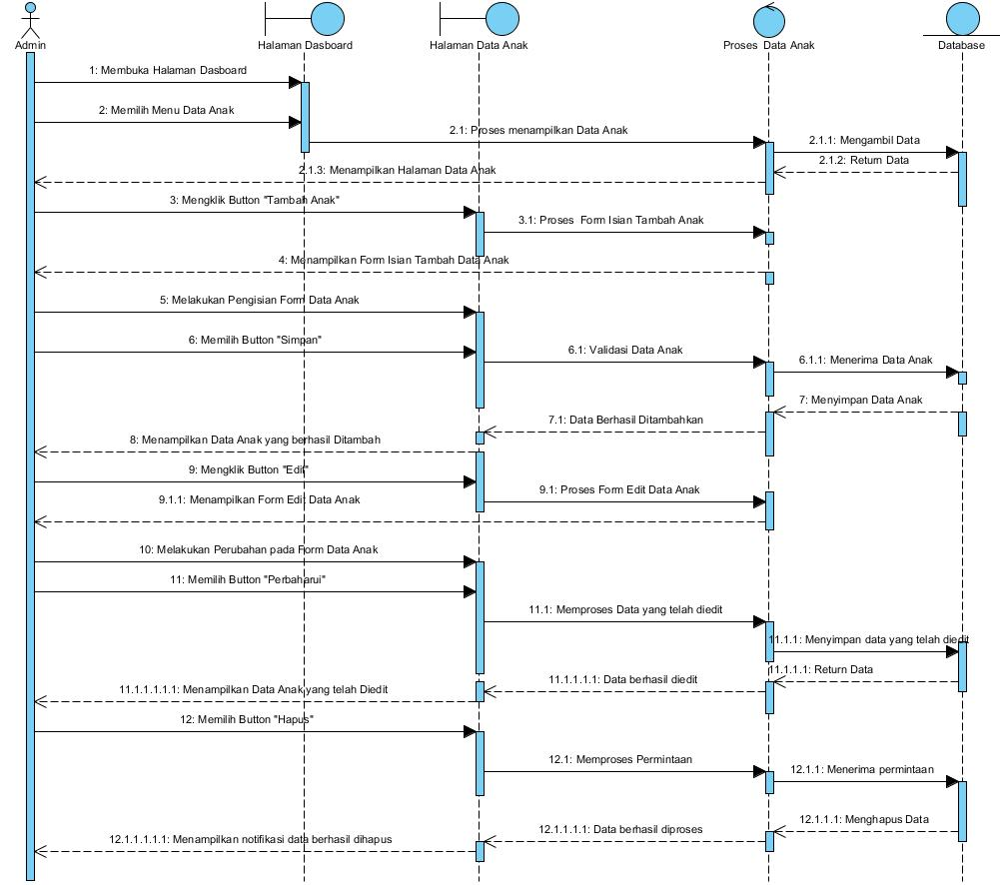 Admin
Halaman Dasboard
Halaman Data Anak
Proses Data Anak
Database
1: Membuka Halaman Dasboard
2: Memilih Menu Data Anak
2.1: Proses menampilkan Data Anak
2.1.1: Mengambil Data
2.1.2: Return Data
2.1.3: Menampilkan Halaman Data Anak
3: Mengklik Button "Tambah Anak"
3.1: Proses Form Isian Tambah Anak
4: Menampilkan Form Isian Tambah Data Anak
5: Melakukan Pengisian Form Data Anak
6: Memilih Button "Simpan"
6.1: Validasi Data Anak
6.1.1: Menerima Data Anak
7: Menyimpan Data Anak
7.1: Data Berhasil Ditambahkan
8: Menampilkan Data Anak yang berhasil Ditambah
9: Mengklik Button "Edit"
9.1: Proses Form Edit Data Anak
9.1.1: Menampilkan Form Edit Data Anak
10: Melakukan Perubahan pada Form Data Anak
11: Memilih Button "Perbaharui"
11.1: Memproses Data yang telah diedit
11.1.1: Menyimpan data yang telah diedit
11.1.1.1: Return Data
11.1.1.1.1: Data berhasil diedit
11.1.1.1.1.1: Menampilkan Data Anak yang telah Diedit
12: Memilih Button "Hapus"
12.1: Memproses Permintaan
12.1.1: Menerima permintaan
12.1.1.1: Menghapus Data
12.1.1.1.1: Data berhasil diproses
12.1.1.1.1.1: Menampilkan notifikasi data berhasil dihapus